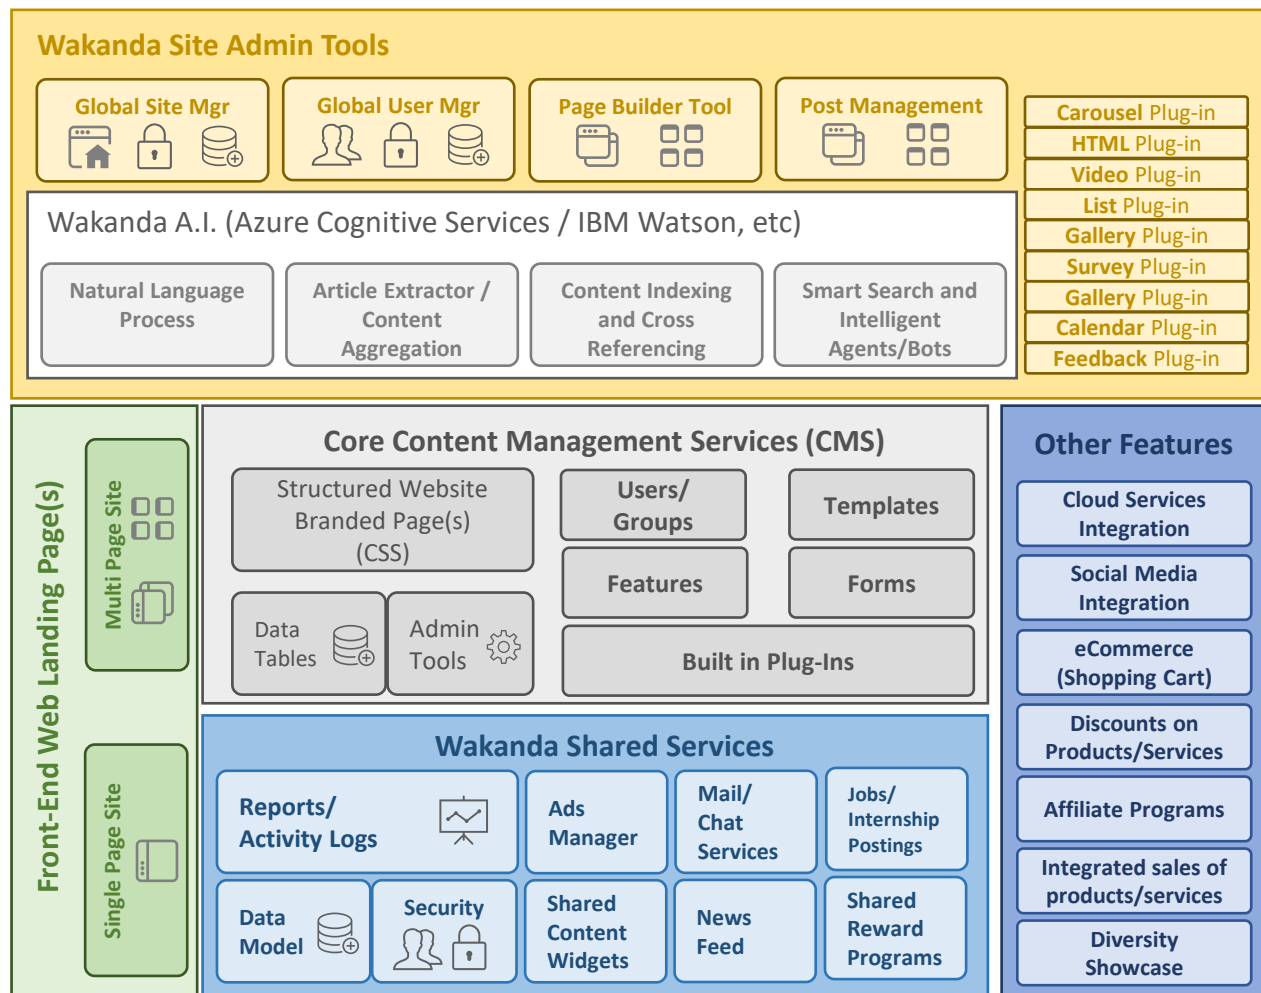 Wakanda Site Admin Tools
Global Site Mgr
Global User Mgr
Page Builder Tool
Post Management
Carousel Plug-in
HTML Plug-in
Video Plug-in
List Plug-in
Gallery Plug-in
Survey Plug-in
Gallery Plug-in
Calendar Plug-in
Feedback Plug-in
Wakanda A.I. (Azure Cognitive Services / IBM Watson, etc)
Natural Language
Process
Article Extractor /
Content
Aggregation
Content Indexing
and Cross
Referencing
Smart Search and
Intelligent
Agents/Bots
Front-End Web Landing Page(s)
Multi Page Site
Single Page Site
Core Content Management Services (CMS)
Structured Website
Branded Page(s)
(CSS)
Users/
Groups
Templates
Features
Forms
Data
Tables
Admin
Tools
Built in Plug-Ins
Wakanda Shared Services
Reports/
Activity Logs
Ads
Manager
Mail/
Chat
Services
Jobs/
Internship
Postings
Data
Model
Security
Shared
Content
Widgets
News
Feed
Shared
Reward
Programs
Other Features
Cloud Services
Integration
Social Media
Integration
eCommerce
(Shopping Cart)
Discounts on
Products/Services
Affiliate Programs
Integrated sales of
products/services
Diversity
Showcase